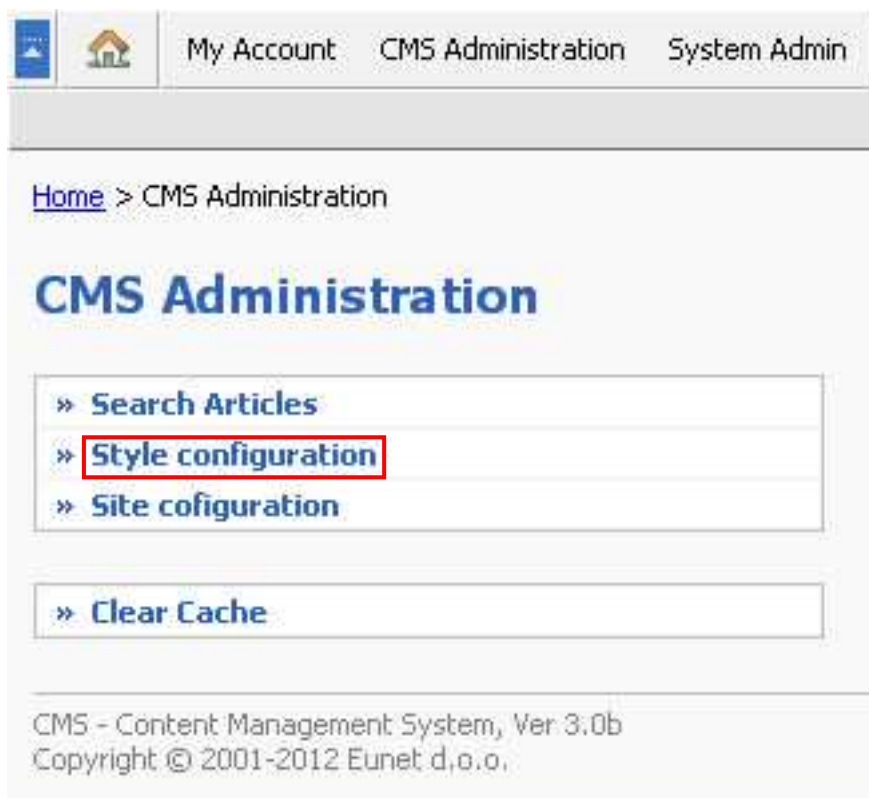 My Account CMS Administration System Admin
Home > CMS Administration
CMS Administration
» Search Articles
» Style configuration
» Site cofiguration
» Clear Cache
CMS - Content Management System, Ver 3.0b
Copyright © 2001-2012 Eunet d.o.o.